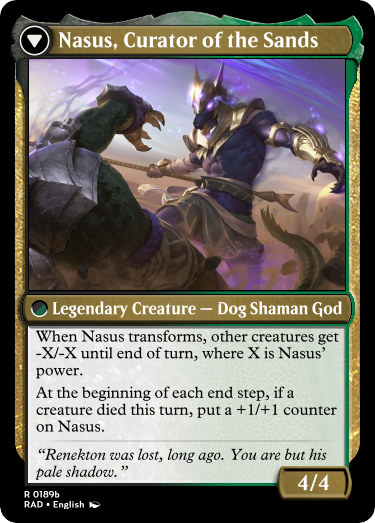 Nasus, Curator of the Sands
Legendary Creature — Dog Shaman God
When Nasus transforms, other creatures get
-X/-X until end of turn, where X is Nasus'
power.
At the beginning of each end step, if a
creature died this turn, put a +1/+1 counter
on Nasus.
“Renekton was lost, long ago. You are but his
pale shadow.”
4/4
R 0189b
RAD • English